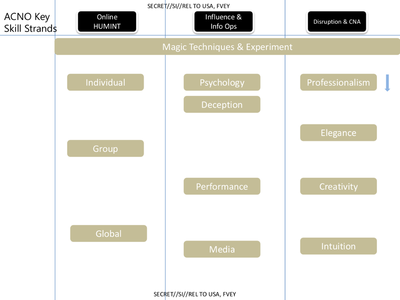 SECRET//SI//REL TO USA, FVEY
ACNO Key
Skill Strands
Online
HUMINT
Influence &
Info Ops
Disruption & CNA
Magic Techniques & Experiment
Individual
Psychology
Professionalism
Deception
Elegance
Group
Performance
Creativity
Global
Media
Intuition
SECRET//SI//REL TO USA, FVEY